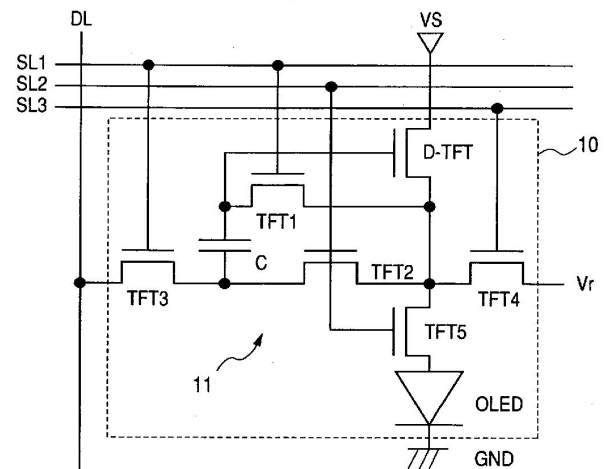 DL
VS
SL1
SL2
SL3
D-TFT
10
TFT1
C
TFT2
TFT3
TFT4
Vr
TFT5
11
OLED
GND